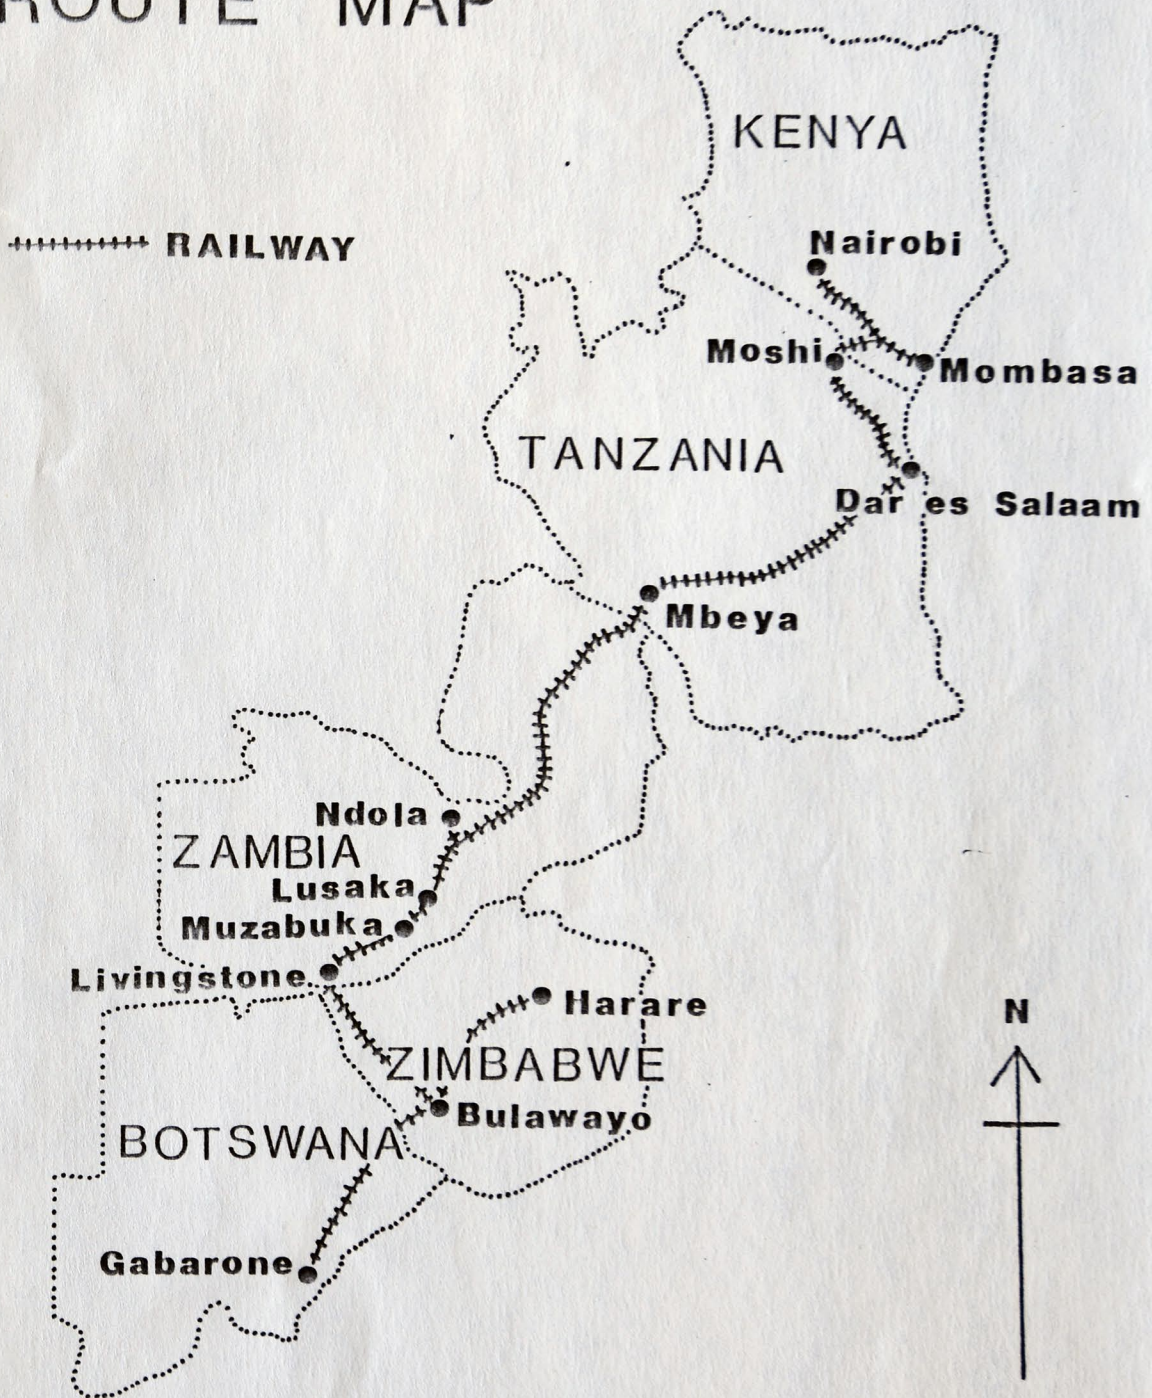 ROUTE MAP
KENYA
Nairobi
RAILWAY
Moshi
Mombasa
TANZANIA
Dar es Salaam
Mbeya
Ndola
ZAMBIA
Lusaka
Muzabuka
Livingstone
Harare
N
ZIMBABWE
Bulawayo
BOTSWANA
Gabarone